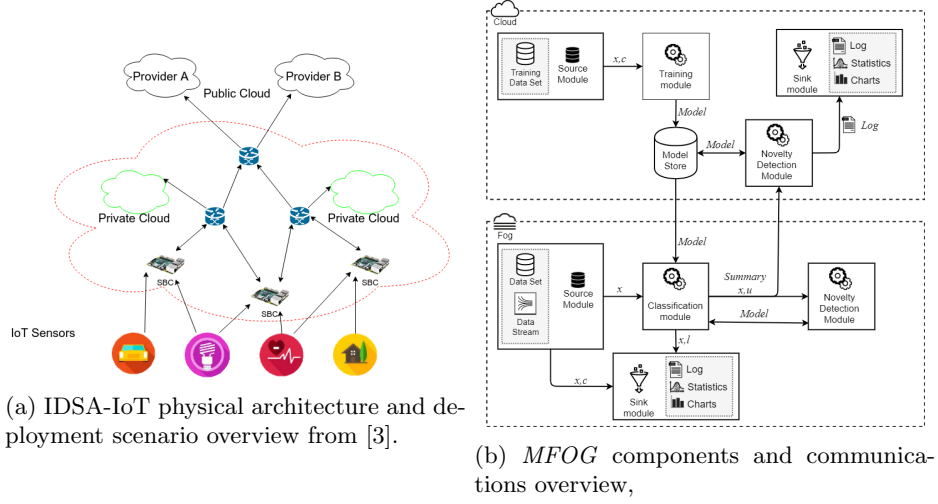 Provider A
Provider B
Public Cloud
Private Cloud
Private Cloud
SBC
SBC
SBC
IoT Sensors
(a) IDSA-IoT physical architecture and de-
ployment scenario overview from [3].
Cloud
Training
Data Set
Source
Module
x,c
Training
module
Model
Model
Store
Model
Novelty
Detection
Module
Log
Sink
module
Log
Statistics
Charts
Fog
Data Set
Data
Stream
Source
Module
x
Model
Classification
module
Summary
x,u
Model
Novelty
Detection
Module
x,l
x,c
Sink
module
Log
Statistics
Charts
(b) MFOG components and communica-
tions overview,